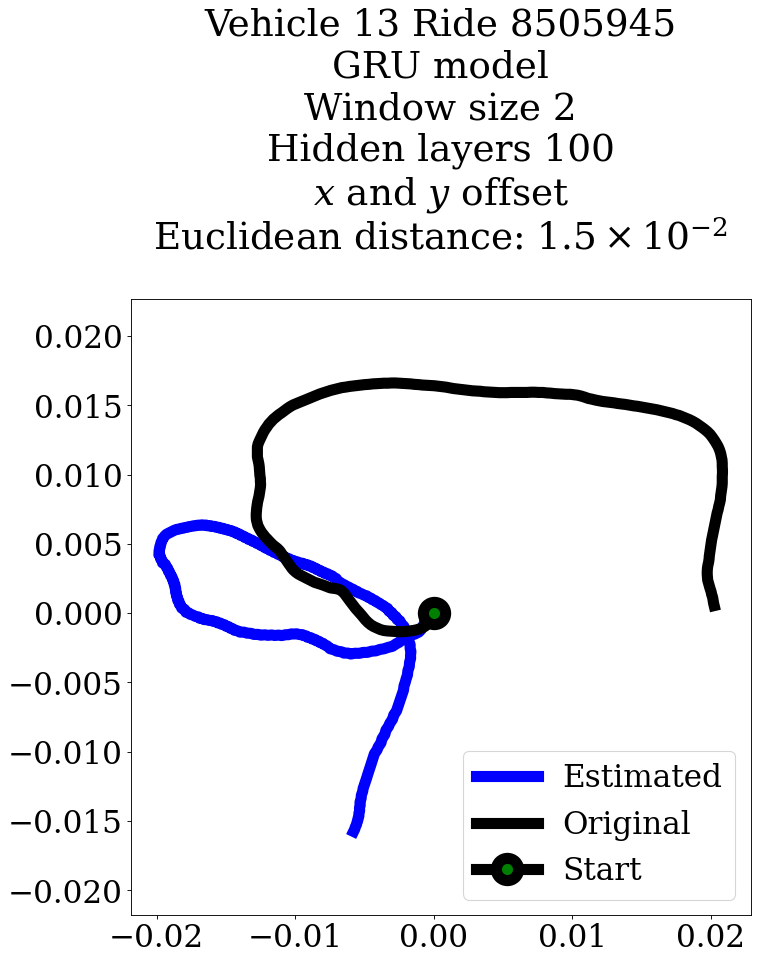 Vehicle 13 Ride 8505945
GRU model
Window size 2
Hidden layers 100
x and y offset
Euclidean distance: 1.5 × 10⁻²
0.020
0.015
0.010
0.005
0.000
−0.005
−0.010
−0.015
−0.020
Estimated
Original
Start
−0.02
−0.01
0.00
0.01
0.02